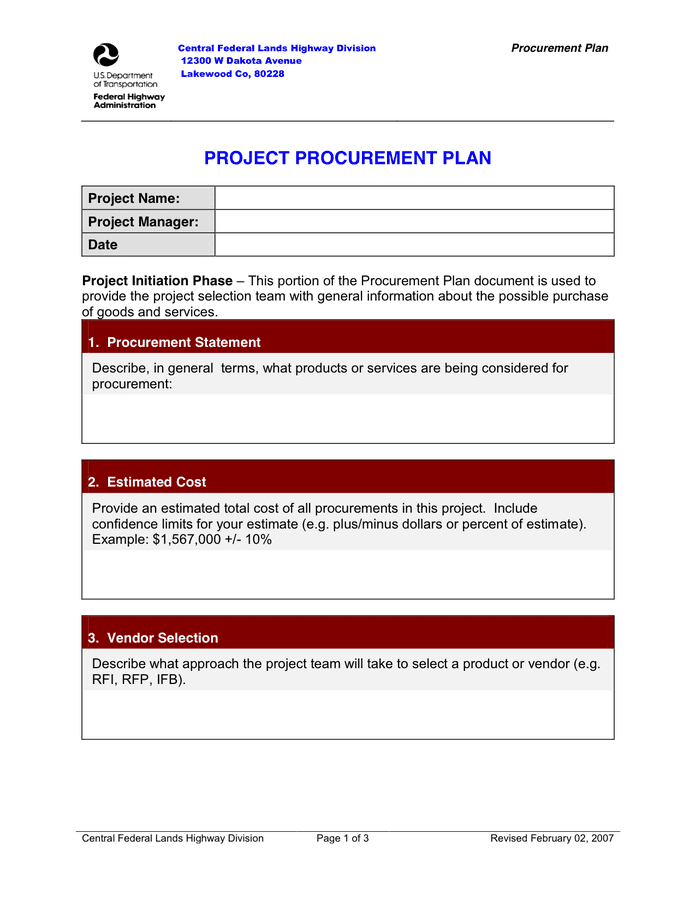 Central Federal Lands Highway Division
12300 W Dakota Avenue
Lakewood Co, 80228
Procurement Plan
U.S. Department
of Transportation
Federal Highway
Administration
PROJECT PROCUREMENT PLAN
Project Name:
Project Manager:
Date
Project Initiation Phase – This portion of the Procurement Plan document is used to
provide the project selection team with general information about the possible purchase
of goods and services.
1. Procurement Statement
Describe, in general  terms, what products or services are being considered for
procurement:
2. Estimated Cost
Provide an estimated total cost of all procurements in this project.  Include
confidence limits for your estimate (e.g. plus/minus dollars or percent of estimate).
Example: $1,567,000 +/- 10%
3. Vendor Selection
Describe what approach the project team will take to select a product or vendor (e.g.
RFI, RFP, IFB).
Central Federal Lands Highway Division Page 1 of 3 Revised February 02, 2007